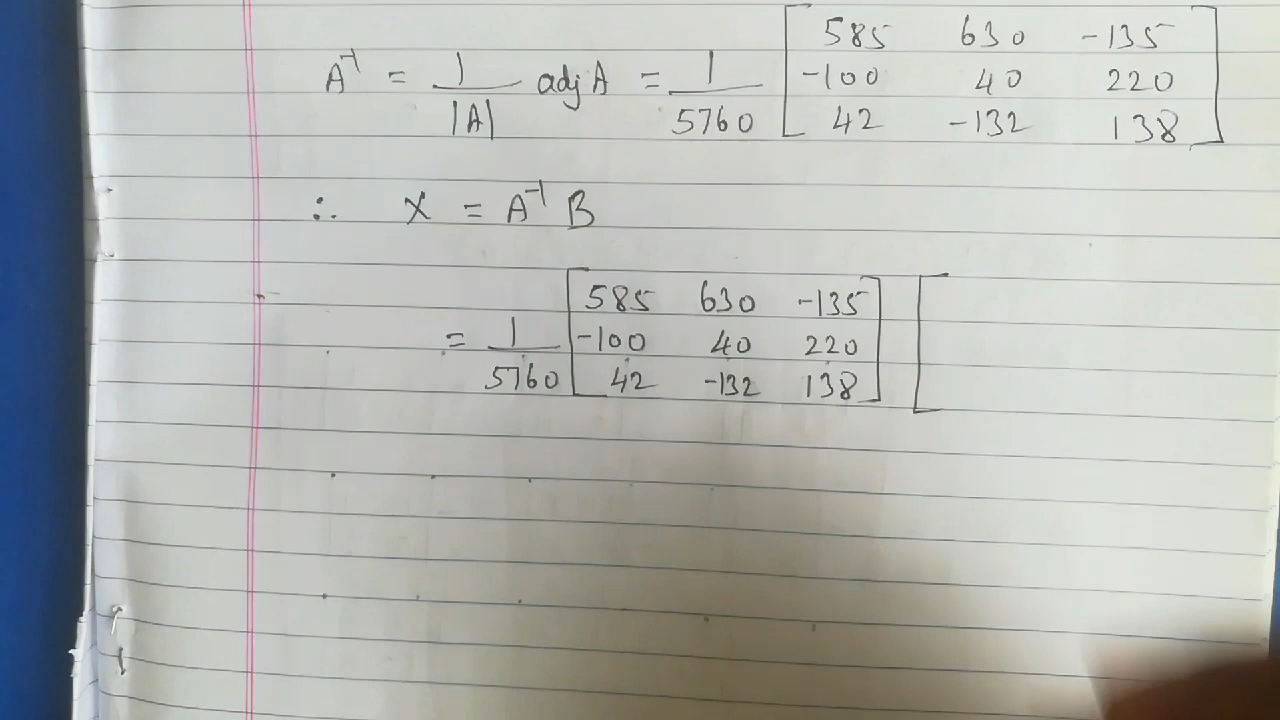 A⁻¹ = 1/|A| adj A = 1/5760 [585 630 -135
-100 40 220
42 -132 138]
∴ X = A⁻¹ B
= 1/5760 [585 630 -135
-100 40 220
42 -132 138] [